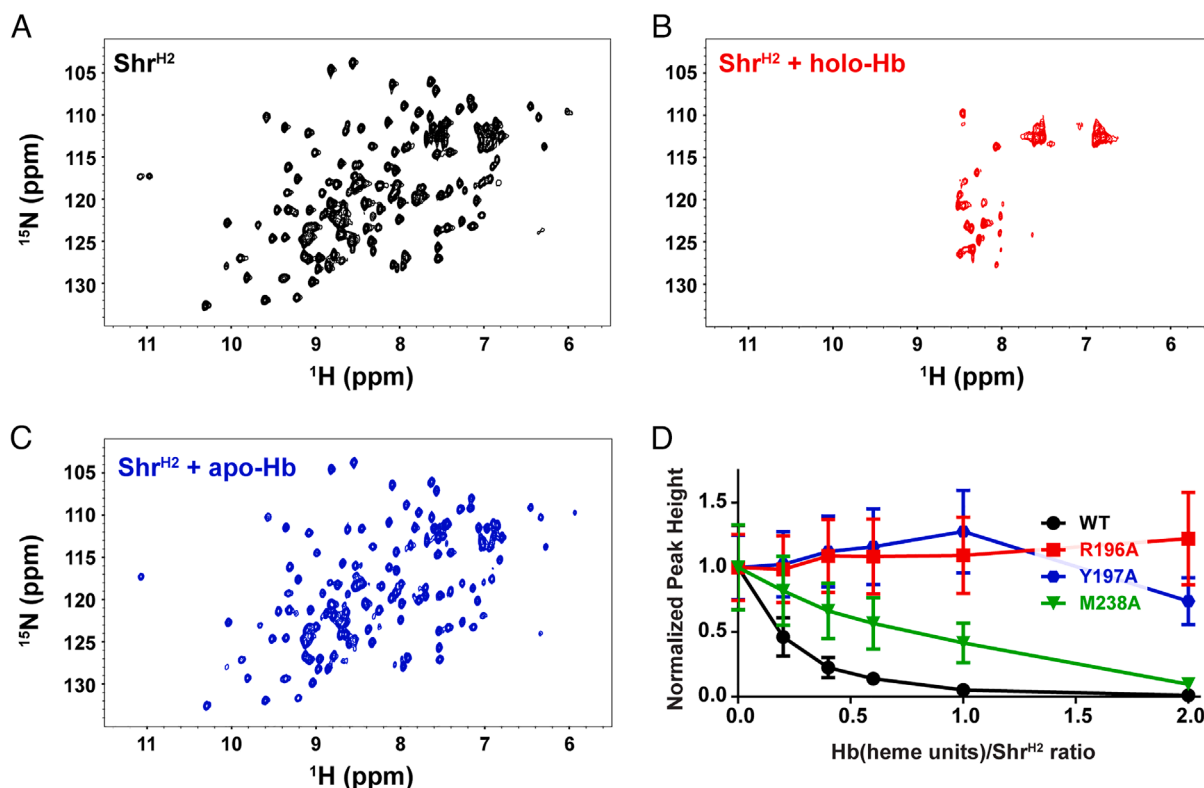 A
Shr^H2
105
110
115
120
125
130
¹⁵N (ppm)
11 10 9 8 7 6
¹H (ppm)
B
Shr^H2 + holo-Hb
105
110
115
120
125
130
¹⁵N (ppm)
11 10 9 8 7 6
¹H (ppm)
C
Shr^H2 + apo-Hb
105
110
115
120
125
130
¹⁵N (ppm)
11 10 9 8 7 6
¹H (ppm)
D
Normalized Peak Height
1.5
1.0
0.5
0.0
WT
R196A
Y197A
M238A
0.0 0.5 1.0 1.5 2.0
Hb(heme units)/Shr^H2 ratio